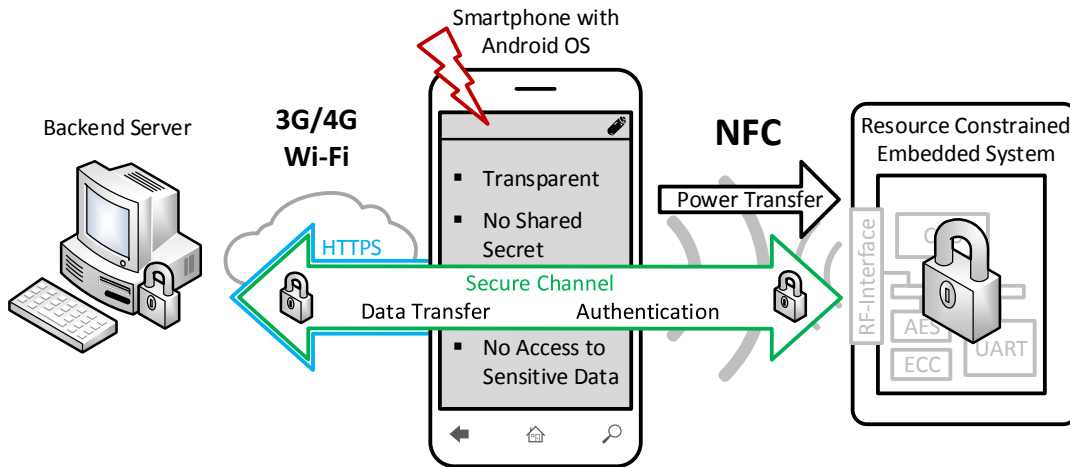 Smartphone with
Android OS
Backend Server
3G/4G
Wi-Fi
NFC
Resource Constrained
Embedded System
Transparent
No Shared
Secret
Power Transfer
HTTPS
Secure Channel
Data Transfer
Authentication
No Access to
Sensitive Data
RF-Interface
AES
ECC
UART